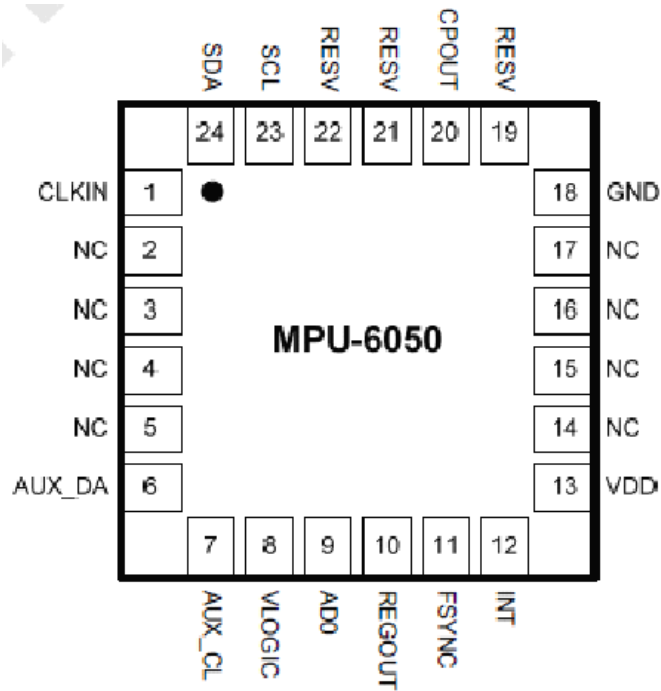 SDA SCL RESV RESV CPOUT RESV
24 23 22 21 20 19
CLKIN 1 18 GND
NC 2 17 NC
NC 3 16 NC
MPU-6050
NC 4 15 NC
NC 5 14 NC
AUX_DA 6 13 VDD
7 8 9 10 11 12
AUX_CL VLOGIC AD0 REGOUT FSYNC INT